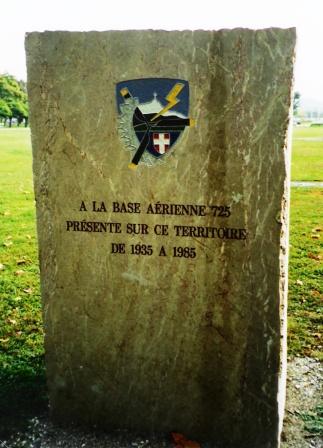 A LA BASE AÉRIENNE 725
PRÉSENTE SUR CE TERRITOIRE
DE 1935 A 1985